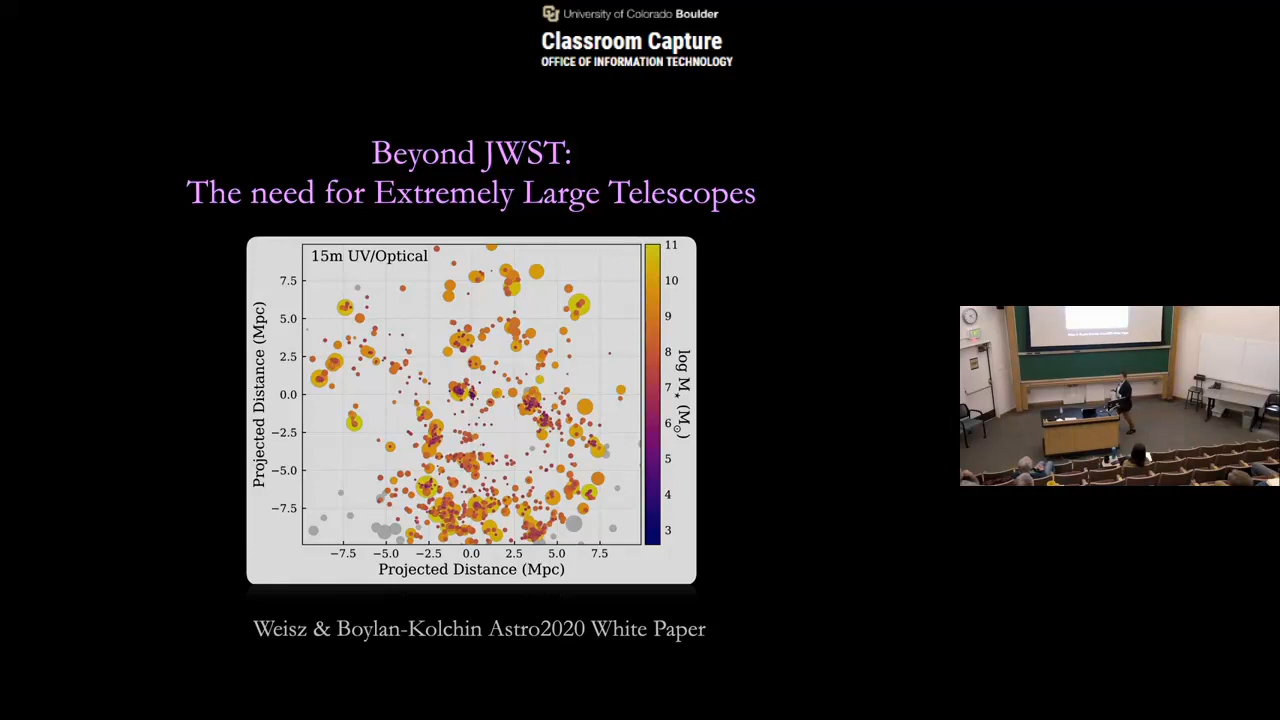 University of Colorado Boulder
Classroom Capture
OFFICE OF INFORMATION TECHNOLOGY
Beyond JWST:
The need for Extremely Large Telescopes
15m UV/Optical
7.5
5.0
2.5
0.0
−2.5
−5.0
−7.5
Projected Distance (Mpc)
−7.5 −5.0 −2.5 0.0 2.5 5.0 7.5
Projected Distance (Mpc)
11
10
9
8
7
6
5
4
3
log M⋆ (M⊙)
Weisz & Boylan-Kolchin Astro2020 White Paper